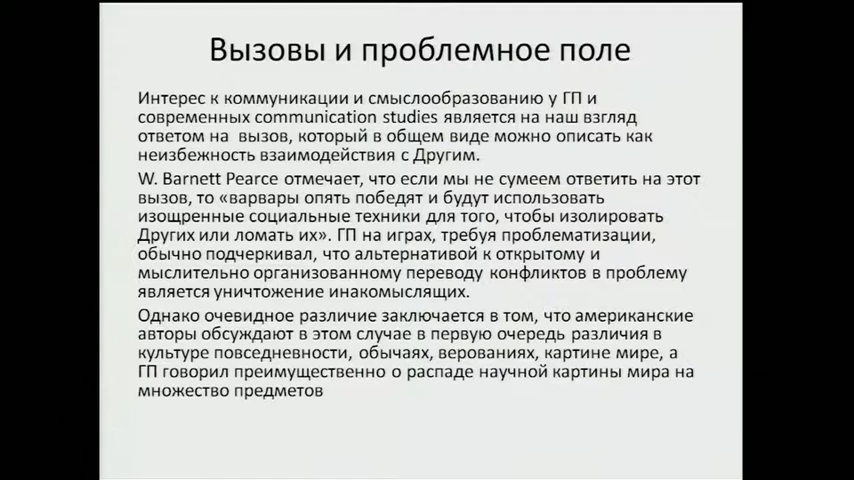 Вызовы и проблемное поле
Интерес к коммуникации и смыслообразованию у ГП и
современных communication studies является на наш взгляд
ответом на вызов, который в общем виде можно описать как
неизбежность взаимодействия с Другим.
W. Barnett Pearce отмечает, что если мы не сумеем ответить на этот
вызов, то «варвары опять победят и будут использовать
изощренные социальные техники для того, чтобы изолировать
Других или ломать их». ГП на играх, требуя проблематизации,
обычно подчеркивал, что альтернативой к открытому и
мыслительно организованному переводу конфликтов в проблему
является уничтожение инакомыслящих.
Однако очевидное различие заключается в том, что американские
авторы обсуждают в этом случае в первую очередь различия в
культуре повседневности, обычаях, верованиях, картине мире, а
ГП говорил преимущественно о распаде научной картины мира на
множество предметов